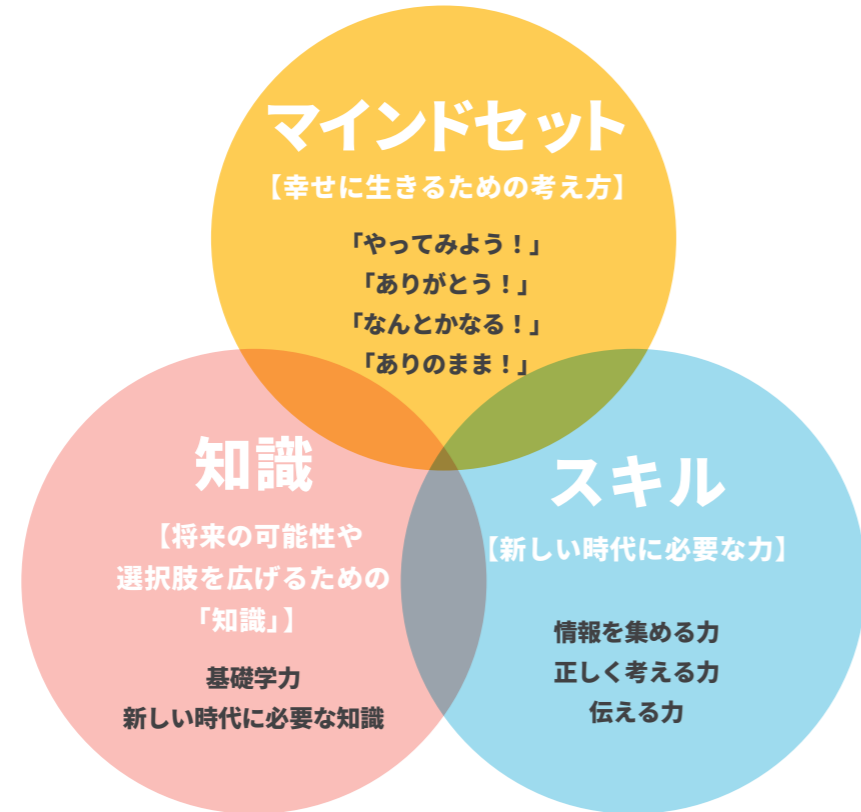 マインドセット
【幸せに生きるための考え方】
「やってみよう！」
「ありがとう！」
「なんとかなる！」
「ありのまま！」
知識
【将来の可能性や
選択肢を広げるための
「知識」】
基礎学力
新しい時代に必要な知識
スキル
【新しい時代に必要な力】
情報を集める力
正しく考える力
伝える力